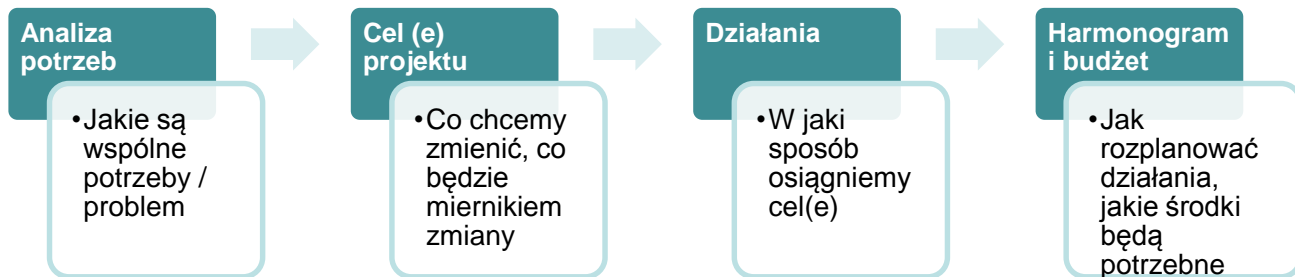 Analiza
potrzeb
•Jakie są
wspólne
potrzeby /
problem
Cel (e)
projektu
•Co chcemy
zmienić, co
będzie
miernikiem
zmiany
Działania
•W jaki
sposób
osiągniemy
cel(e)
Harmonogram
i budżet
•Jak
rozplanować
działania,
jakie środki
będą
potrzebne